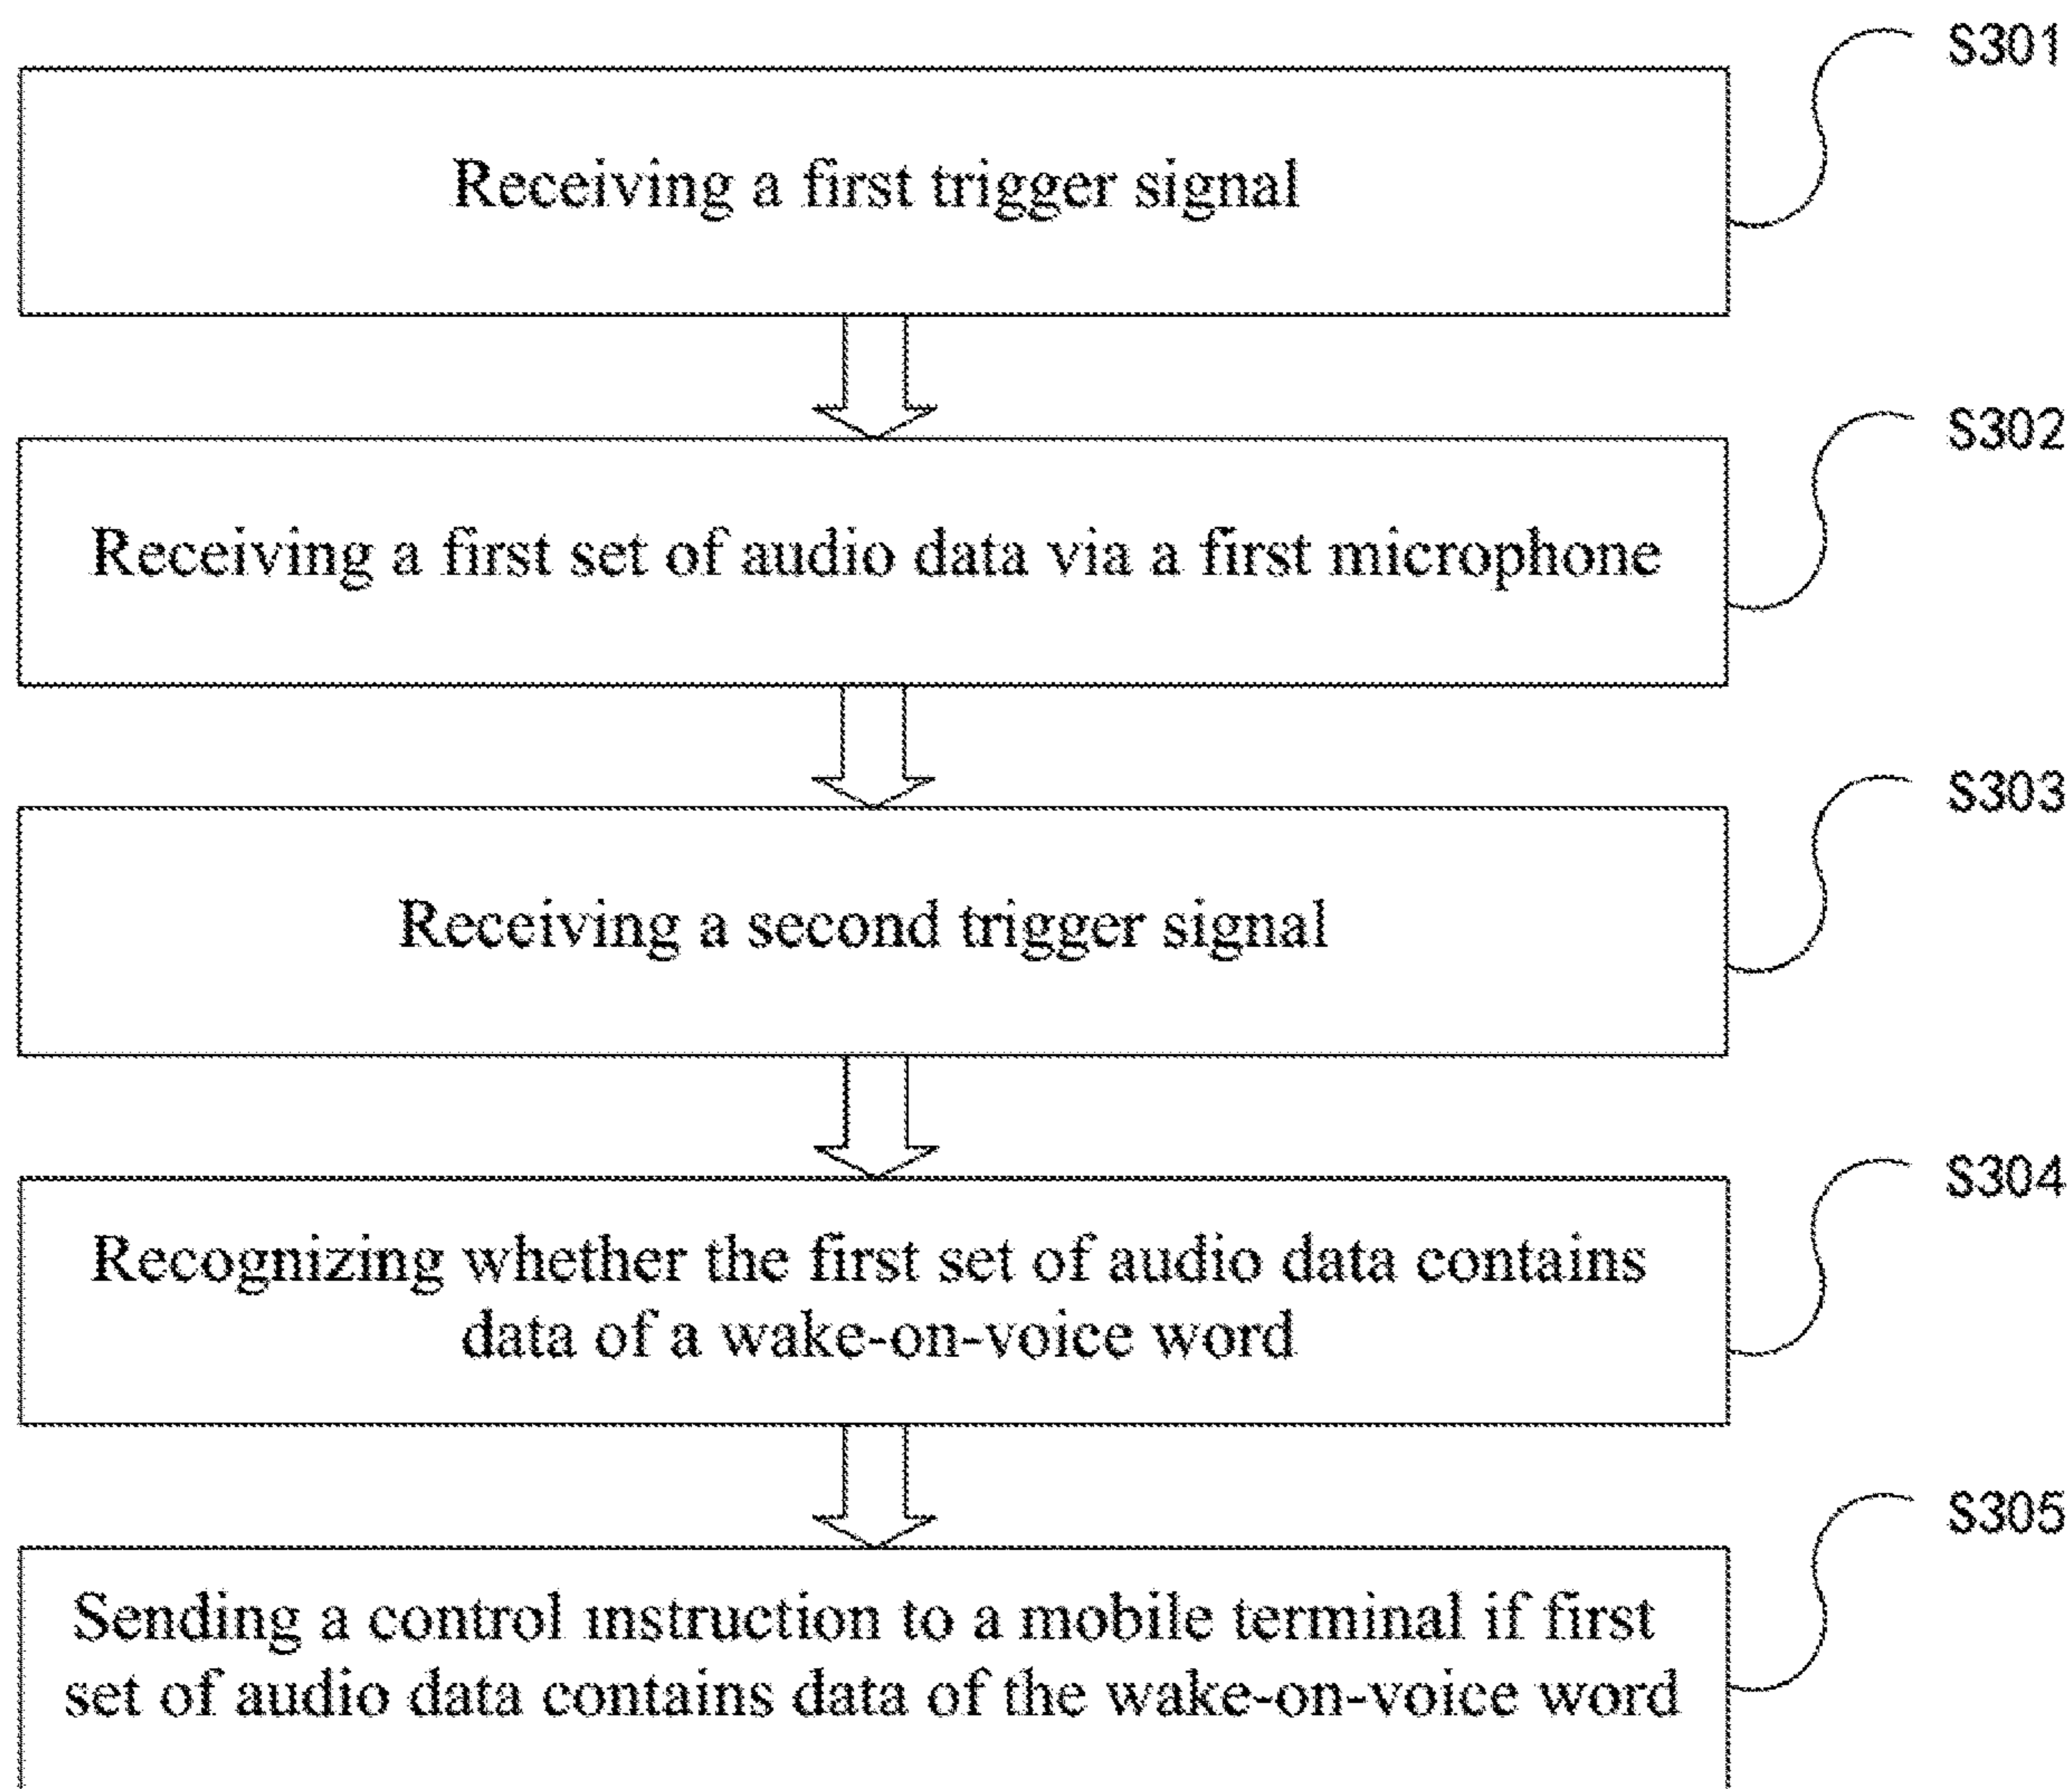 S301
Receiving a first trigger signal
S302
Receiving a first set of audio data via a first microphone
S303
Receiving a second trigger signal
S304
Recognizing whether the first set of audio data contains
data of a wake-on-voice word
S305
Sending a control instruction to a mobile terminal if first
set of audio data contains data of the wake-on-voice word